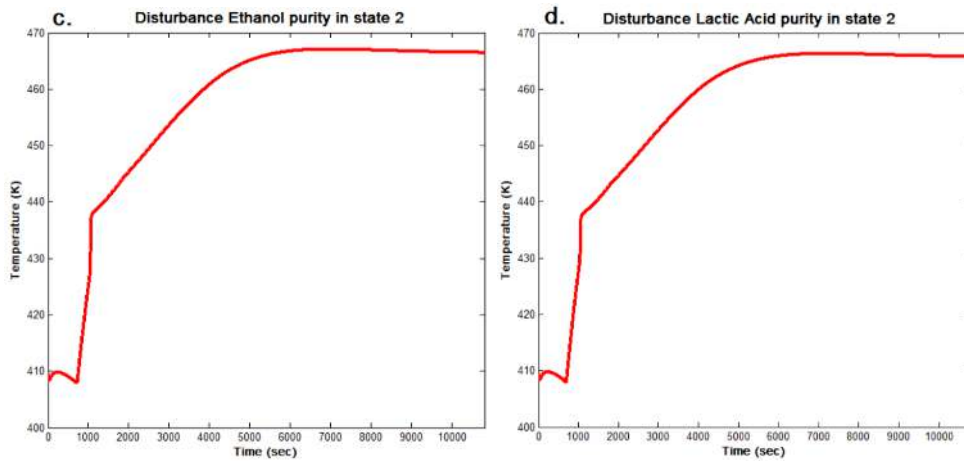 c. Disturbance Ethanol purity in state 2
470
460
450
440
430
420
410
400
Temperature (K)
0 1000 2000 3000 4000 5000 6000 7000 8000 9000 10000
Time (sec)
d. Disturbance Lactic Acid purity in state 2
470
460
450
440
430
420
410
400
Temperature (K)
0 1000 2000 3000 4000 5000 6000 7000 8000 9000 10000
Time (sec)